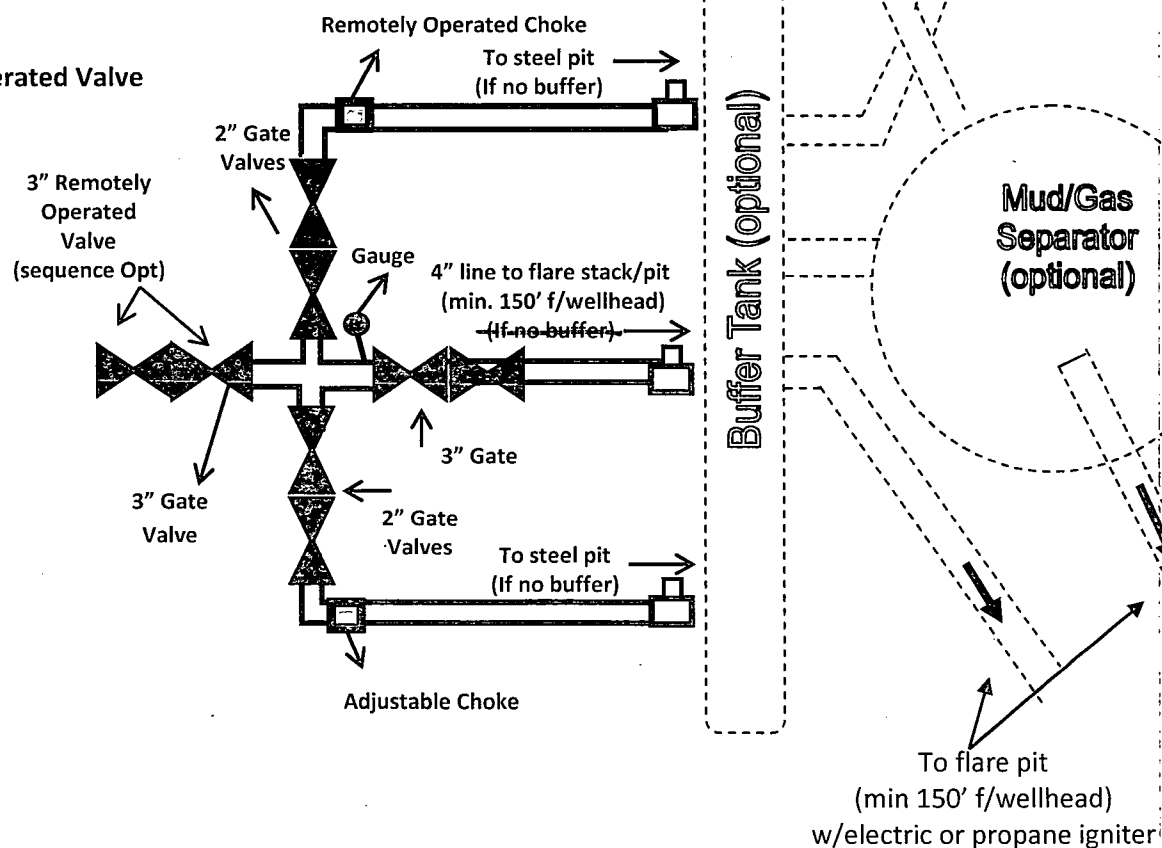 Remotely Operated Choke
To steel pit
(If no buffer)
erated Valve
2” Gate
Valves
3” Remotely
Operated
Valve
(sequence Opt)
Gauge
4” line to flare stack/pit
(min. 150’ f/wellhead)
(If no buffer)
3” Gate
3” Gate
Valve
2” Gate
Valves
To steel pit
(If no buffer)
Adjustable Choke
Buffer Tank (optional)
Mud/Gas
Separator
(optional)
To flare pit
(min 150’ f/wellhead)
w/electric or propane igniter